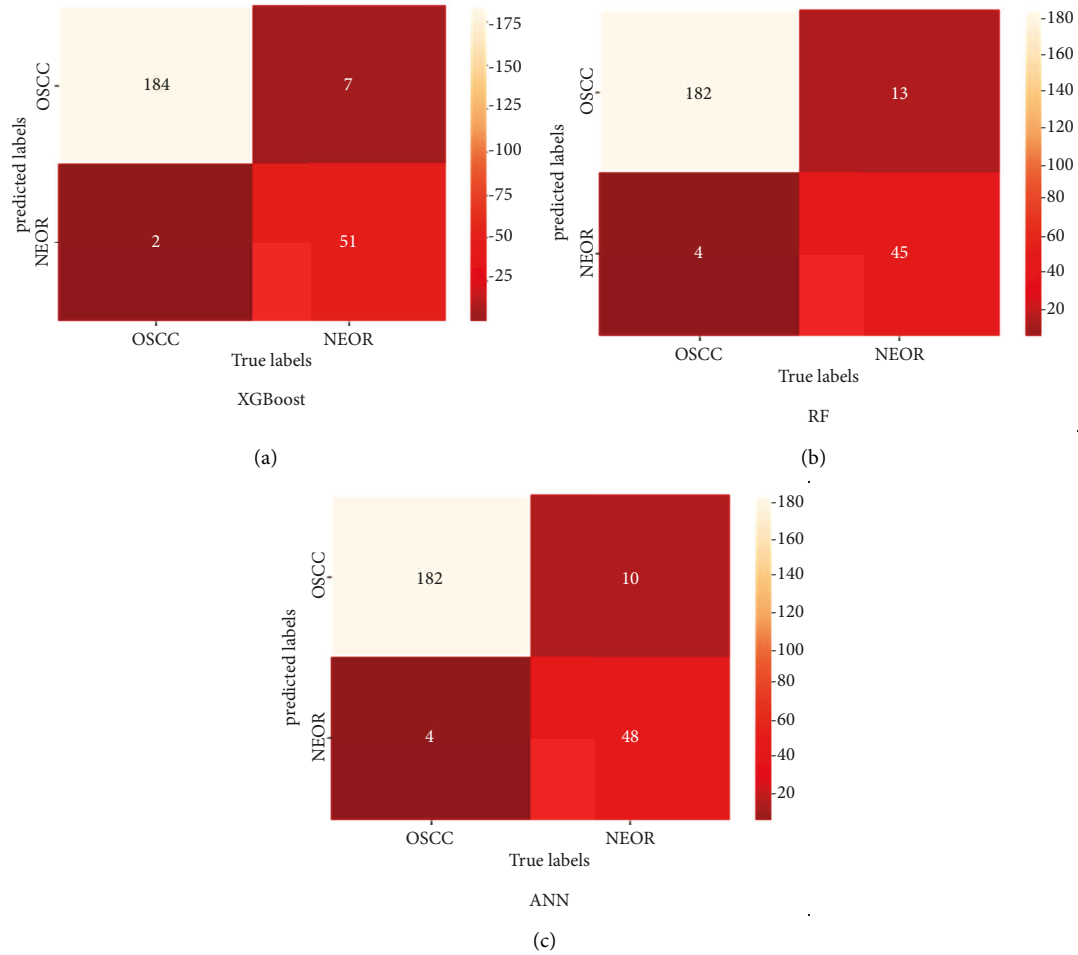 OSCC
NEOR
predicted labels
184
7
2
51
OSCC
NEOR
True labels
-175
-150
-125
-100
-75
-50
-25
XGBoost
(a)
OSCC
NEOR
predicted labels
182
13
4
45
OSCC
NEOR
True labels
-180
-160
-140
-120
-100
-80
-60
-40
-20
RF
(b)
OSCC
NEOR
predicted labels
182
10
4
48
OSCC
NEOR
True labels
-180
-160
-140
-120
-100
-80
-60
-40
-20
ANN
(c)